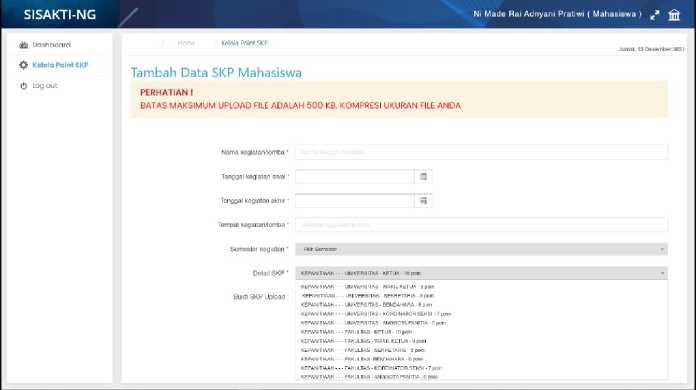 SISAKTI-NG
Ni Made Rai Adnyani Pratiwi ( Mahasiswa )
Dashboard
Kelola Point SKP
Log out
/ Home / Kelola Point SKP
Jumat, 13 Desember
Tambah Data SKP Mahasiswa
PERHATIAN !
BATAS MAKSIMUM UPLOAD FILE ADALAH 500 KB, KOMPRESI UKURAN FILE ANDA
Nama kegiatan/lomba *
Tanggal kegiatan awal *
Tanggal kegiatan akhir *
Tempat kegiatan/lomba *
Semester kegiatan * Pilih Semester
Detail SKP * KEPANITIAAN - - - UNIVERSITAS - KETUA - 10 poin
KEPANITIAAN - - - UNIVERSITAS - WAKIL KETUA - 9 poin
Bukti SKP Upload : KEPANITIAAN - - - UNIVERSITAS - SEKRETARIS - 8 poin
KEPANITIAAN - - - UNIVERSITAS - BENDAHARA - 8 poin
KEPANITIAAN - - - UNIVERSITAS - KORDINATOR SEKSI - 7 poin
KEPANITIAAN - - - UNIVERSITAS - ANGGOTA PANITIA - poin
KEPANITIAAN - - - FAKULTAS - KETUA - 10 poin
KEPANITIAAN - - - FAKULTAS - WAKIL KETUA - 9 poin
KEPANITIAAN - - - FAKULTAS - SEKRETARIS - 8 poin
KEPANITIAAN - - - FAKULTAS - BENDAHARA - 8 poin
KEPANITIAAN - - - FAKULTAS - KOORDINATOR SEKSI - 7 poin
KEPANITIAAN - - - FAKULTAS - ANGGOTA PANITIA - 6 poin